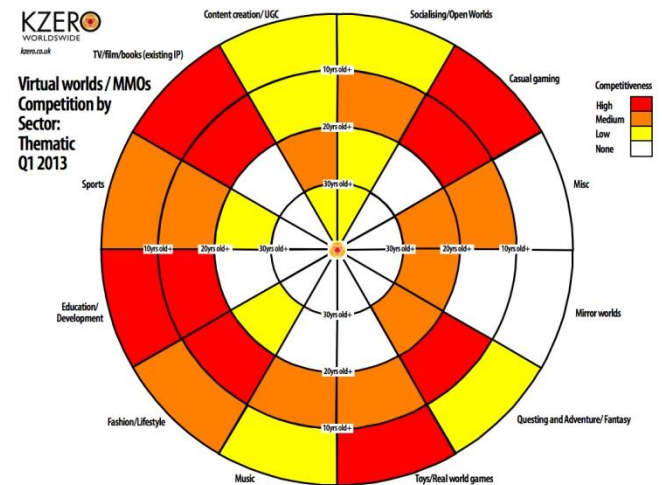 KZERO
WORLDWIDE
kzero.co.uk
Virtual worlds / MMOs
Competition by
Sector:
Thematic
Q1 2013
Content creation/ UGC
Socialising/Open Worlds
TV/film/books (existing IP)
Casual gaming
Competitiveness
High
Medium
Low
None
Sports
Misc
10yrs old+
20yrs old+
30yrs old+
10yrs old+
20yrs old+
30yrs old+
30yrs old+
20yrs old+
10yrs old+
30yrs old+
20yrs old+
10yrs old+
Education/
Development
Mirror worlds
Fashion/Lifestyle
Questing and Adventure/ Fantasy
Music
Toys/Real world games